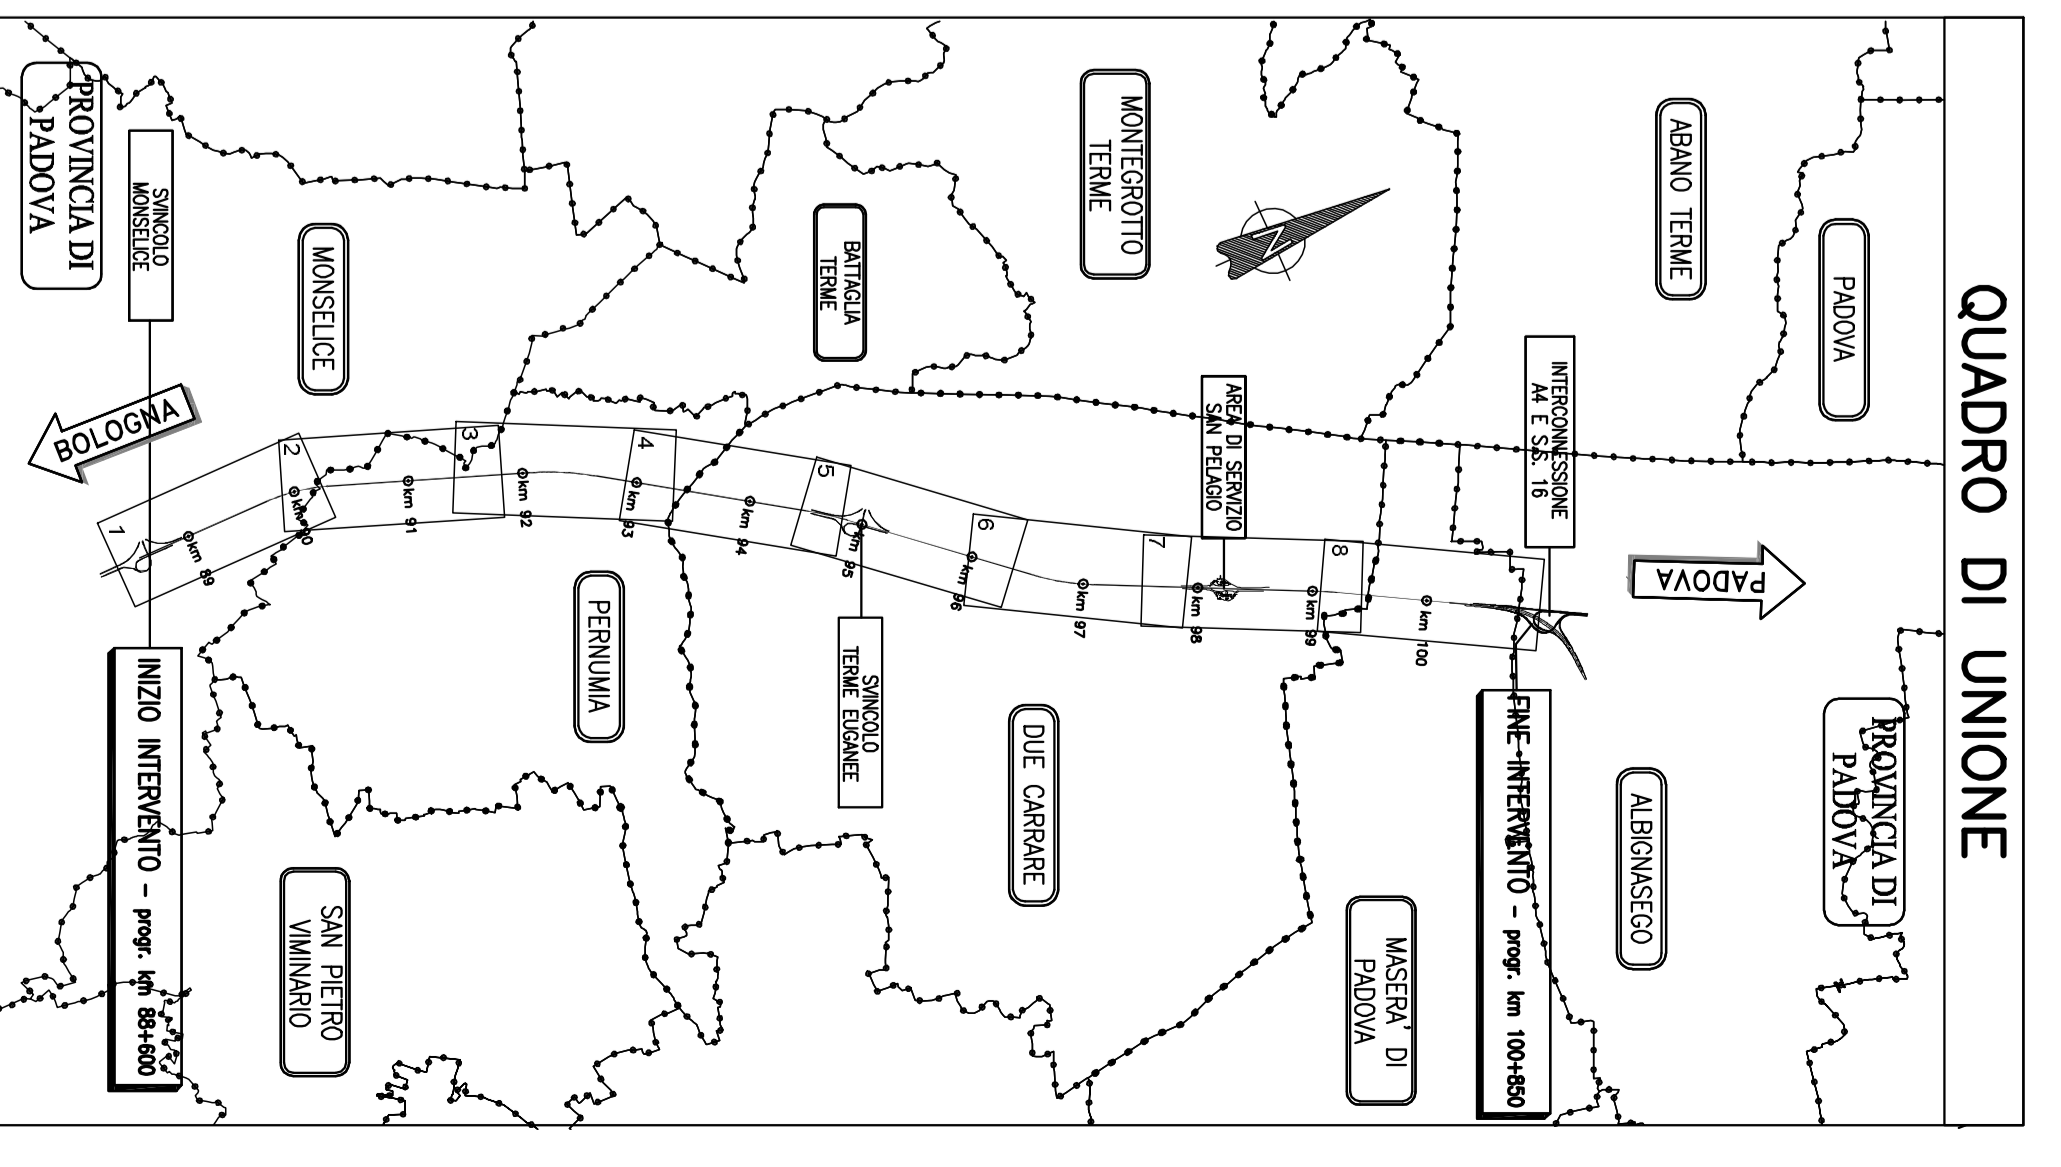 QUADRO DI UNIONE
PROVINCIA DI
PADOVA
SVINCOLO
MONSELICE
MONSELICE
BOLOGNA
BATTAGLIA
TERME
MONTEGROTTO
TERME
N
ABANO TERME
PADOVA
INTERCONNESSIONE
A4 E S.S. 16
AREA DI SERVIZIO
SAN PELAGIO
PADOVA
1
2
3
4
5
6
7
8
km 89
km 90
km 91
km 92
km 93
km 94
km 95
km 96
km 97
km 98
km 99
km 100
INIZIO INTERVENTO - progr. km 88+600
SAN PIETRO
VIMINARIO
PERNUMIA
SVINCOLO
TERME EUGANEE
DUE CARRARE
MASERA' DI
PADOVA
FINE INTERVENTO - progr. km 100+850
ALBIGNASEGO
PROVINCIA DI
PADOVA